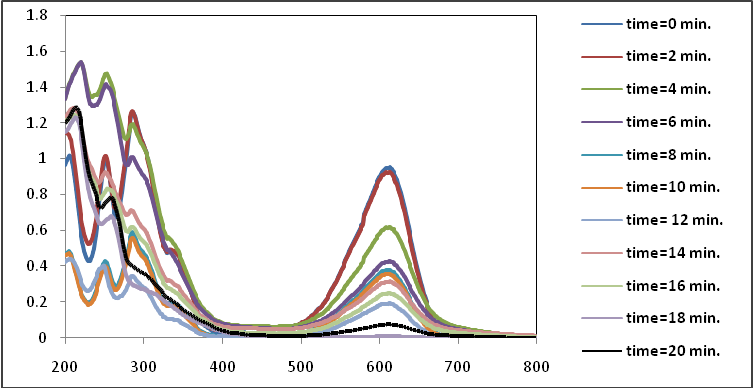 1.8
1.6
1.4
1.2
1
0.8
0.6
0.4
0.2
0
200 300 400 500 600 700 800
time=0 min.
time=2 min.
time=4 min.
time=6 min.
time=8 min.
time=10 min.
time= 12 min.
time=14 min.
time=16 min.
time=18 min.
time=20 min.